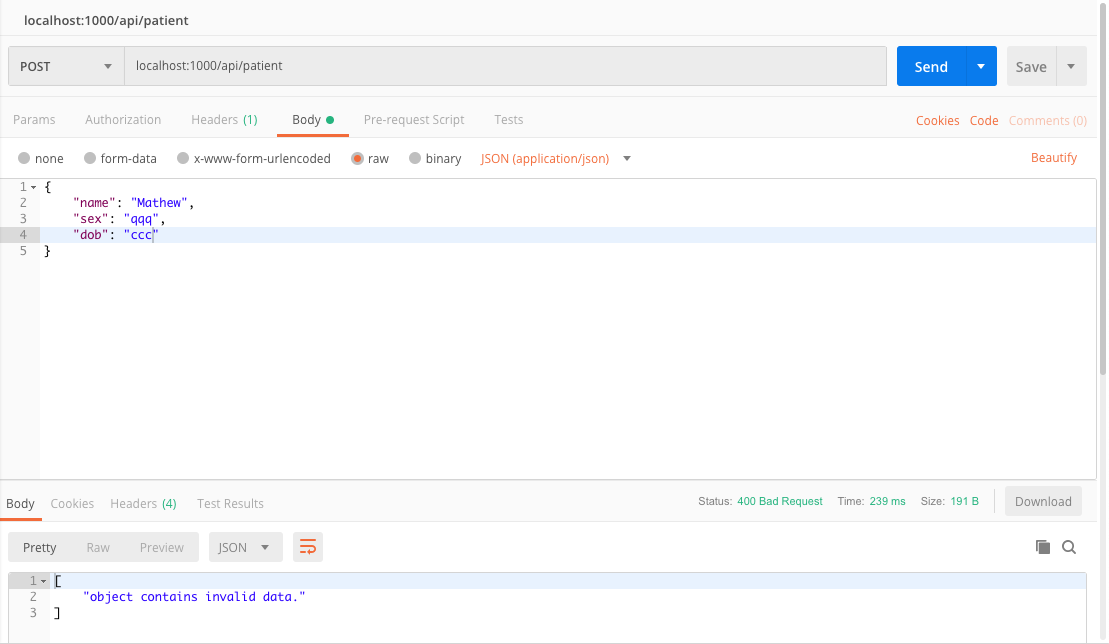 localhost:1000/api/patient
POST localhost:1000/api/patient Send Save
Params Authorization Headers (1) Body Pre-request Script Tests Cookies Code Comments (0)
none form-data x-www-form-urlencoded raw binary JSON (application/json) Beautify
1 {
2 "name": "Mathew",
3 "sex": "qqq",
4 "dob": "ccc"
5 }
Body Cookies Headers (4) Test Results Status: 400 Bad Request Time: 239 ms Size: 191 B Download
Pretty Raw Preview JSON
1 [
2 "object contains invalid data."
3 ]